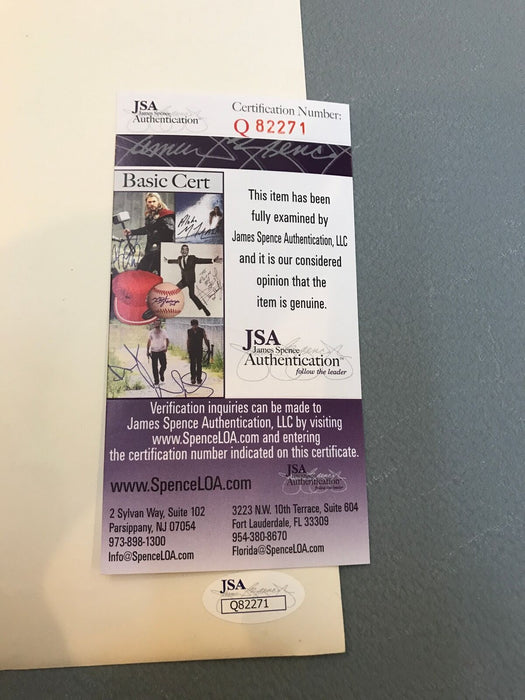 JSA
James Spence
Authentication
Certification Number:
Q 82271
James Spence
Basic Cert
This item has been
fully examined by
James Spence Authentication, LLC
and it is our considered
opinion that the
item is genuine.
JSA
James Spence
Authentication™
follow the leader
Verification inquiries can be made to
James Spence Authentication, LLC by visiting
www.SpenceLOA.com and entering
the certification number indicated on this certificate.
JSA
Authentication
www.SpenceLOA.com
2 Sylvan Way, Suite 102
Parsippany, NJ 07054
973-898-1300
Info@SpenceLOA.com
3223 N.W. 10th Terrace, Suite 604
Fort Lauderdale, FL 33309
954-380-8670
Florida@SpenceLOA.com
JSA
Q82271